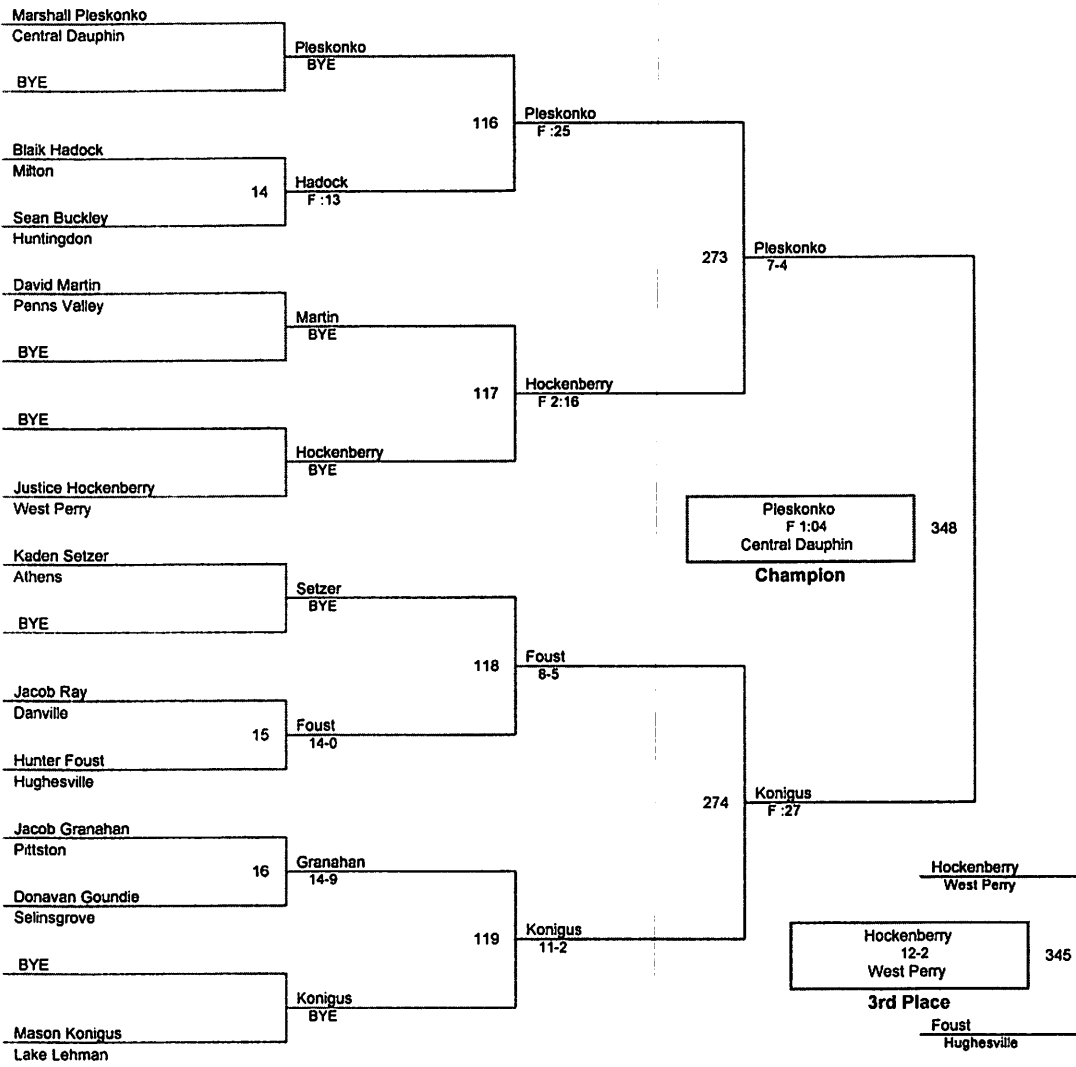 Marshall Pleskonko
Central Dauphin
Pleskonko
BYE
BYE
116
Pleskonko
F :25
Blaik Hadock
Milton
14
Hadock
F :13
Sean Buckley
Huntingdon
273
Pleskonko
7-4
David Martin
Penns Valley
Martin
BYE
BYE
117
Hockenberry
F 2:16
BYE
Hockenberry
BYE
Justice Hockenberry
West Perry
Pleskonko
F 1:04
Central Dauphin
348
Champion
Kaden Setzer
Athens
Setzer
BYE
BYE
118
Foust
8-5
Jacob Ray
Danville
15
Foust
14-0
Hunter Foust
Hughesville
274
Konigus
F :27
Jacob Granahan
Pittston
16
Granahan
14-9
Donavan Goundie
Selinsgrove
119
Konigus
11-2
BYE
Konigus
BYE
Mason Konigus
Lake Lehman
Hockenberry
West Perry
Hockenberry
12-2
West Perry
345
3rd Place
Foust
Hughesville